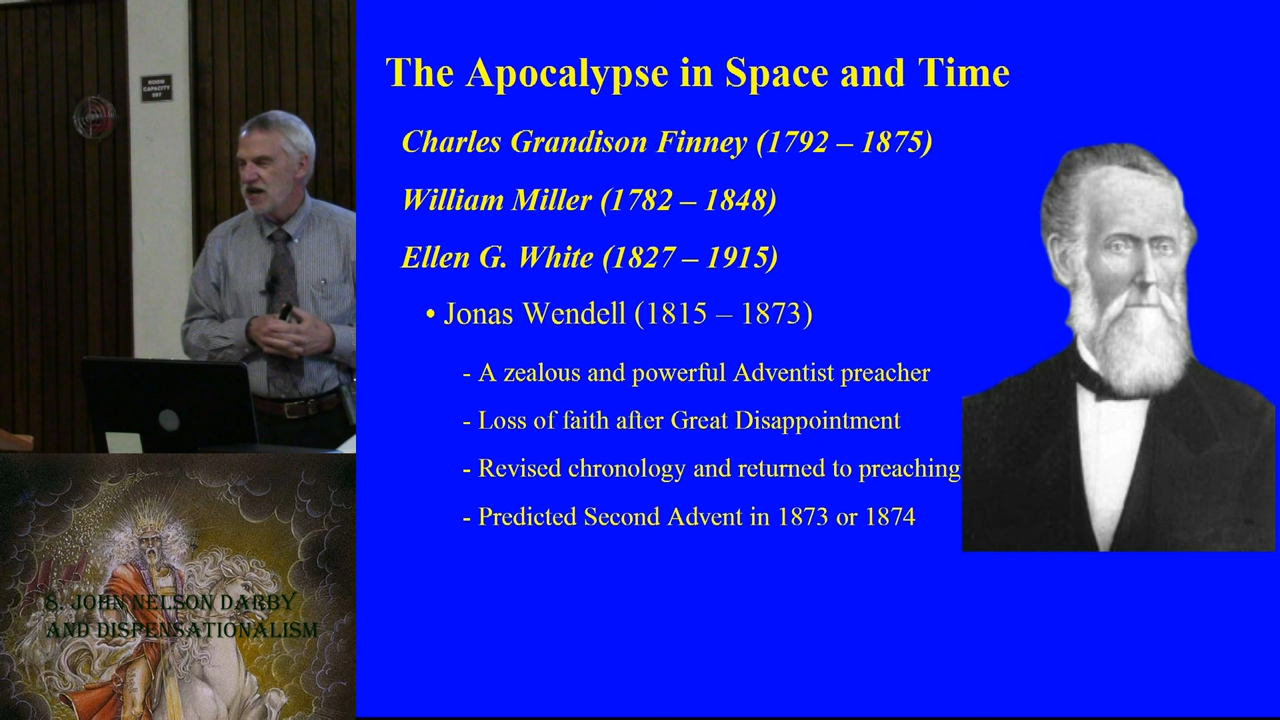 ROOM
CAPACITY
The Apocalypse in Space and Time
Charles Grandison Finney (1792 – 1875)
William Miller (1782 – 1848)
Ellen G. White (1827 – 1915)
• Jonas Wendell (1815 – 1873)
- A zealous and powerful Adventist preacher
- Loss of faith after Great Disappointment
- Revised chronology and returned to preaching
- Predicted Second Advent in 1873 or 1874
8. JOHN NELSON DARBY
AND DISPENSATIONALISM